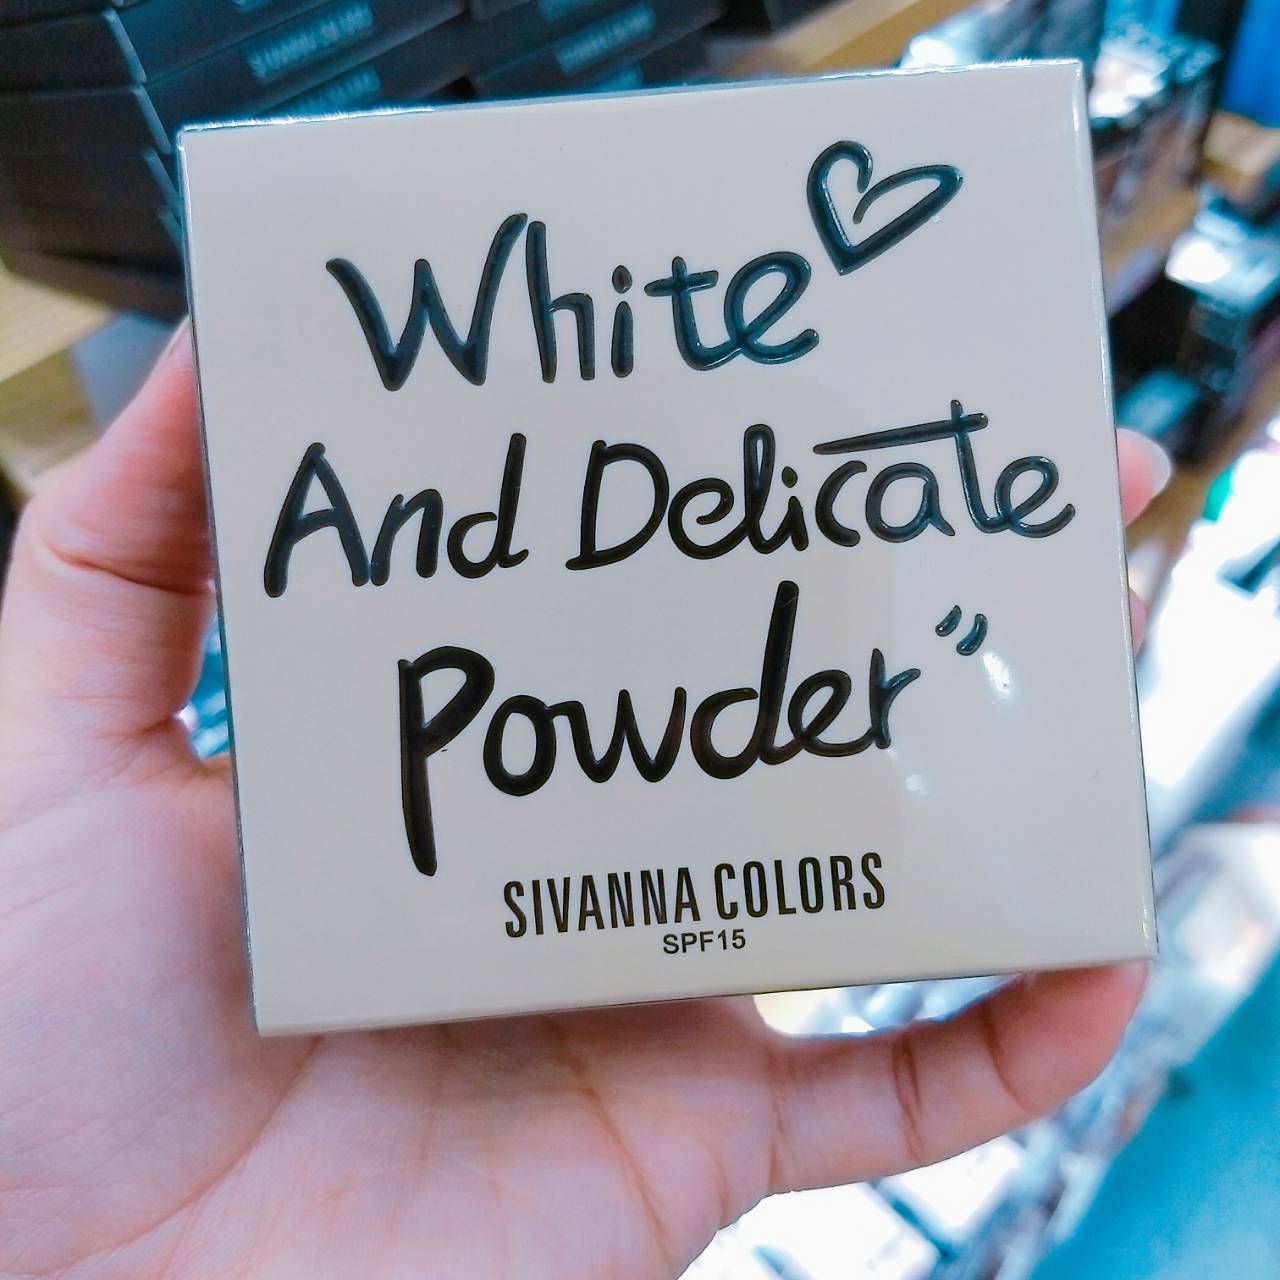 White
And Delicate
Powder
SIVANNA COLORS
SPF15